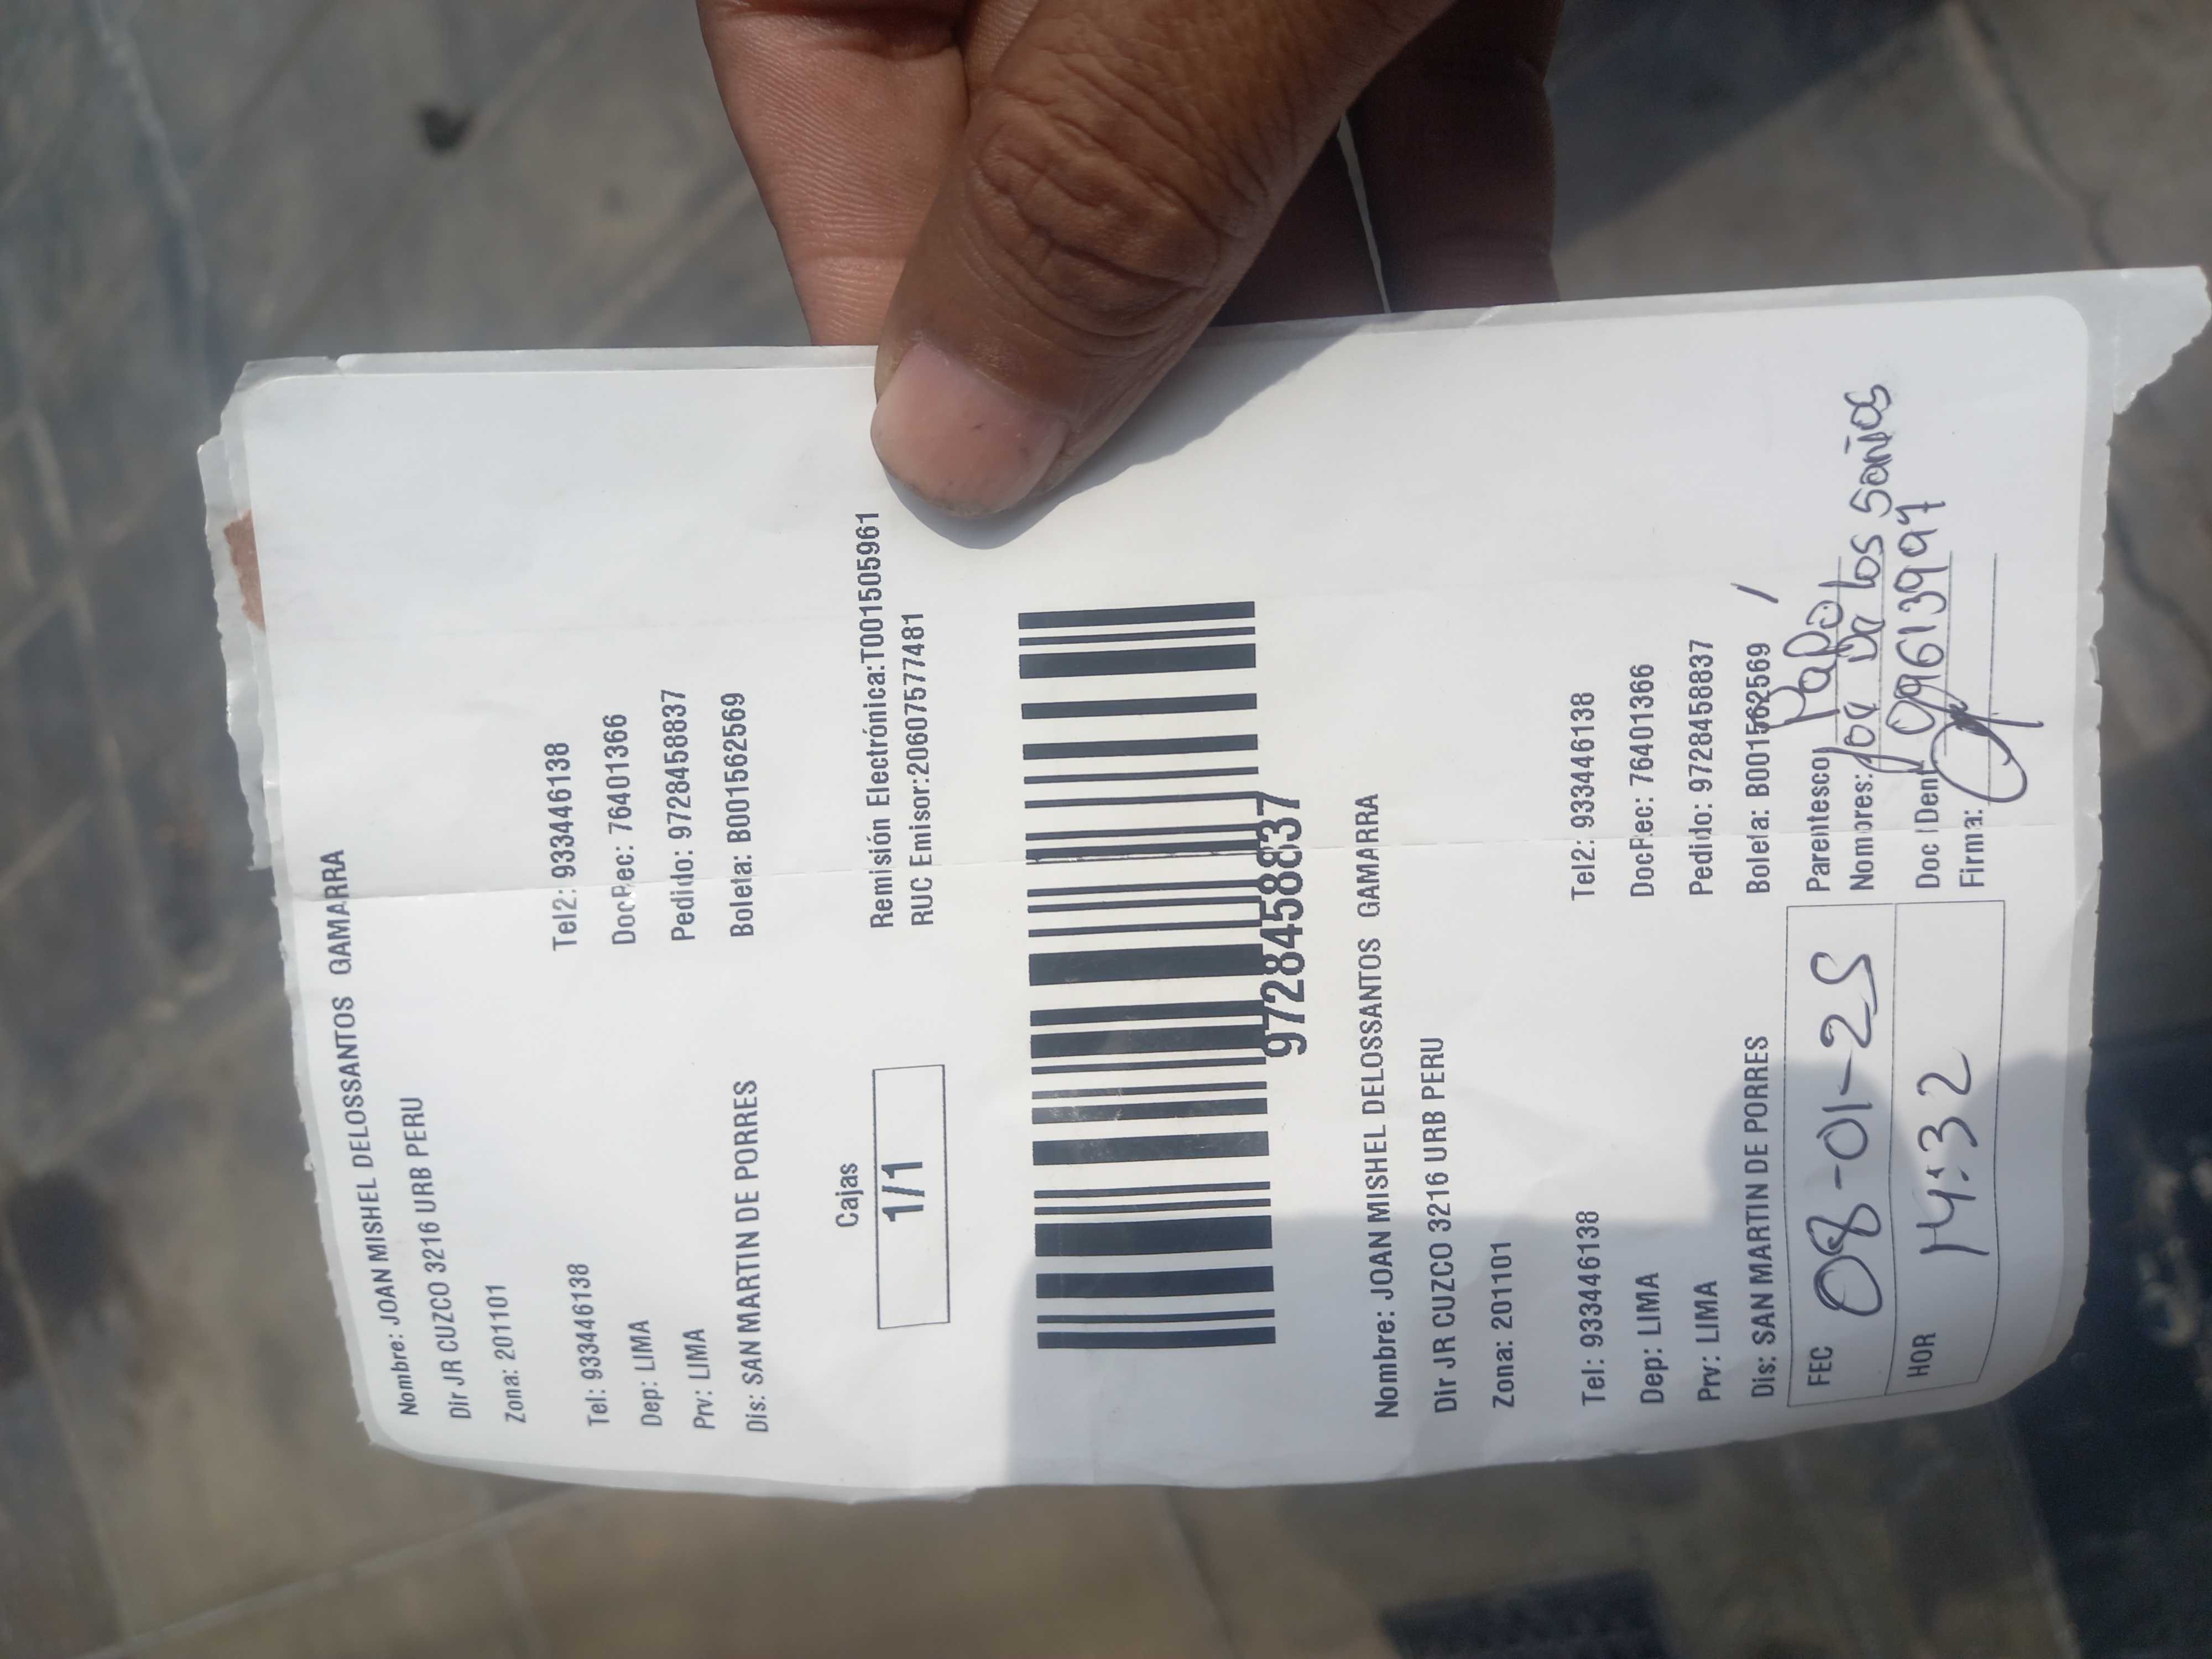 Nombre: JOAN MISHEL DELOSSANTOS GAMARRA
Dir JR CUZCO 3216 URB PERU
Zona: 201101
Tel: 933446138 Tel2: 933446138
Dep: LIMA DocRec: 76401366
Prv: LIMA Pedido: 9728458837
Dis: SAN MARTIN DE PORRES Boleta: B001562569
Cajas
1/1
Remisión Electrónica:T001505961
RUC Emisor:20607577481
9728458837
Nombre: JOAN MISHEL DELOSSANTOS GAMARRA
Dir JR CUZCO 3216 URB PERU
Zona: 201101
Tel: 933446138 Tel2: 933446138
Dep: LIMA DocRec: 76401366
Prv: LIMA Pedido: 9728458837
Dis: SAN MARTIN DE PORRES Boleta: B001562569
FEC 08-01-25 Parentesco Papá
Nombres: De los
HOR 14:32 Doc Iden 09613997
Firma: